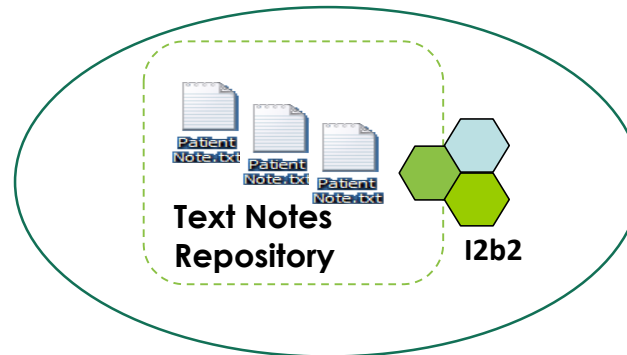 Patient
Note.txt
Patient
Note.txt
Patient
Note.txt
Text Notes
Repository
I2b2